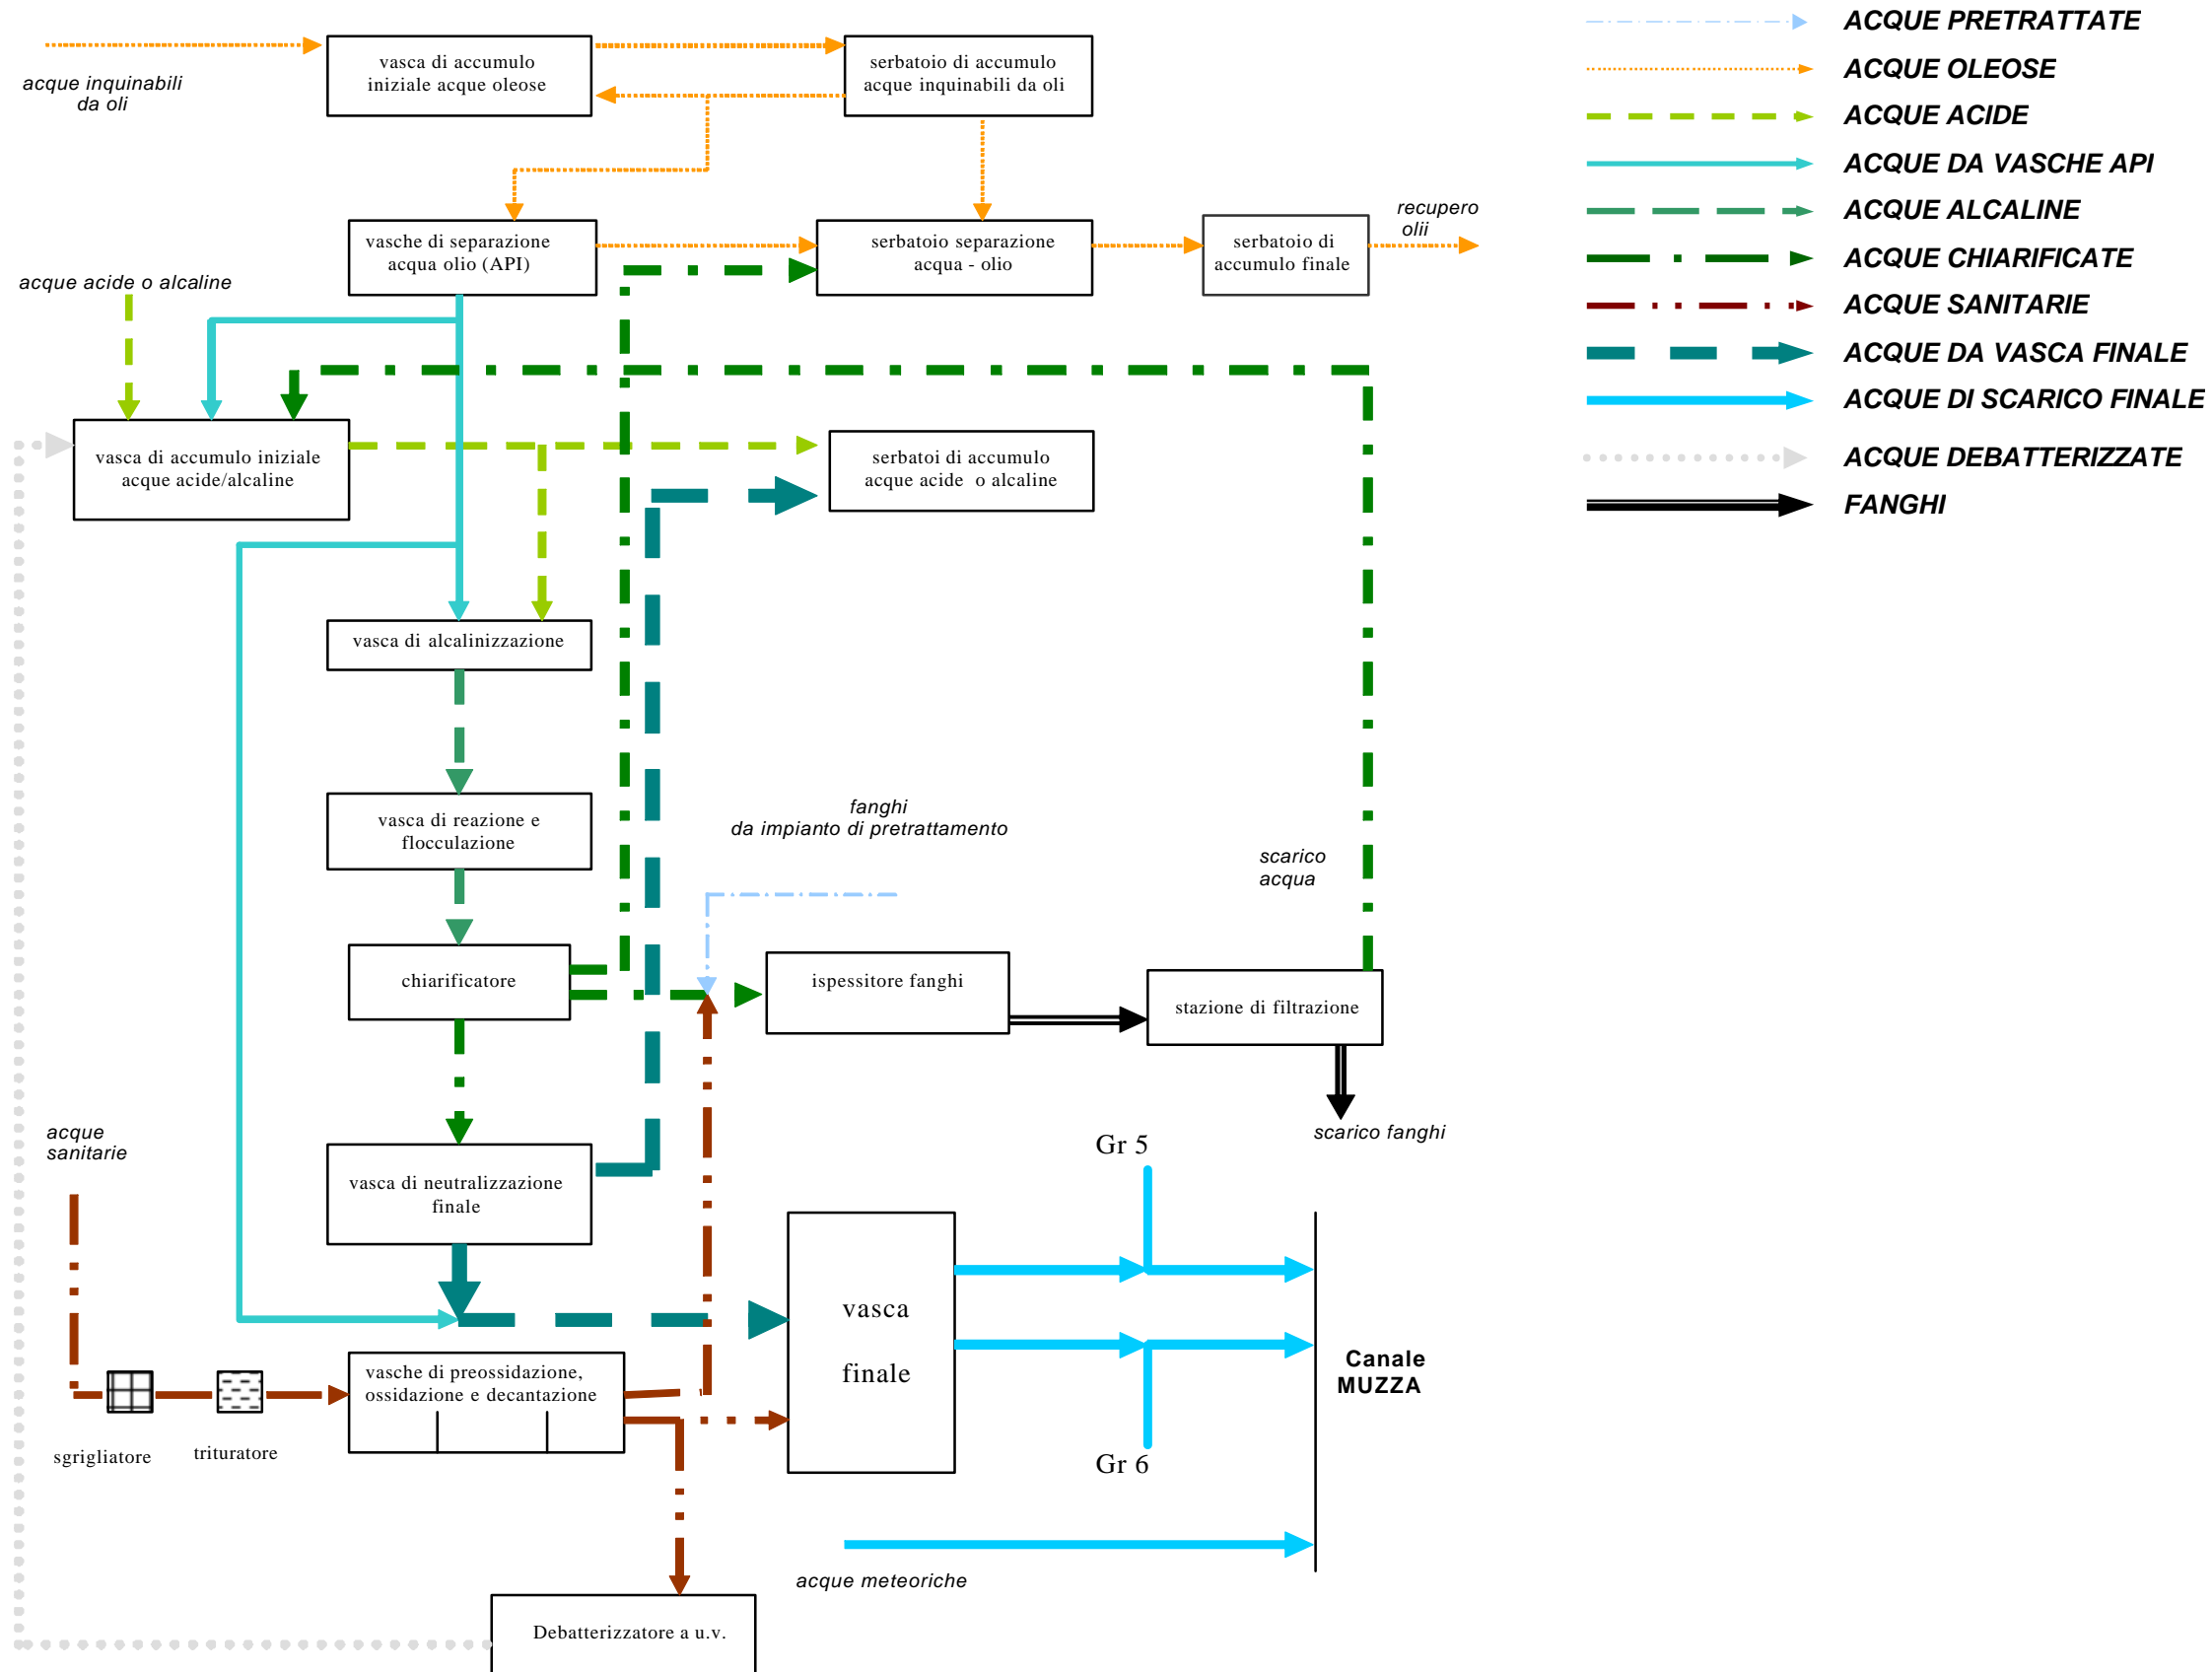 ACQUE PRETRATTATE
ACQUE OLEOSE
ACQUE ACIDE
ACQUE DA VASCHE API
ACQUE ALCALINE
ACQUE CHIARIFICATE
ACQUE SANITARIE
ACQUE DA VASCA FINALE
ACQUE DI SCARICO FINALE
ACQUE DEBATTERIZZATE
FANGHI
acque inquinabili
da oli
vasca di accumulo
iniziale acque oleose
serbatoio di accumulo
acque inquinabili da oli
vasche di separazione
acqua olio (API)
serbatoio separazione
acqua - olio
serbatoio di
accumulo finale
recupero
olii
acque acide o alcaline
vasca di accumulo iniziale
acque acide/alcaline
serbatoi di accumulo
acque acide o alcaline
vasca di alcalinizzazione
vasca di reazione e
flocculazione
fanghi
da impianto di pretrattamento
scarico
acqua
chiarificatore
ispessitore fanghi
stazione di filtrazione
scarico fanghi
acque
sanitarie
vasca di neutralizzazione
finale
Gr 5
vasca
finale
Canale
MUZZA
vasche di preossidazione,
ossidazione e decantazione
sgrigliatore
trituratore
Gr 6
acque meteoriche
Debatterizzatore a u.v.